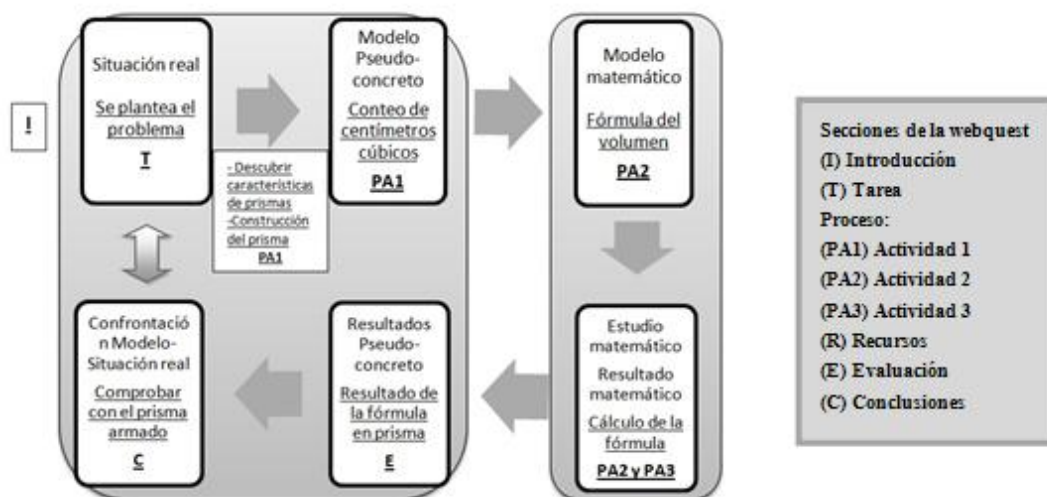 I
Situación real
Se plantea el
problema
T
- Descubrir
características
de prismas
-Construcción
del prisma
PA1
Modelo
Pseudo-
concreto
Conteo de
centímetros
cúbicos
PA1
Modelo
matemático
Fórmula del
volumen
PA2
Estudio
matemático
Resultado
matemático
Cálculo de la
fórmula
PA2 y PA3
Resultados
Pseudo-
concreto
Resultado de
la fórmula
en prisma
E
Confrontació
n Modelo-
Situación real
Comprobar
con el prisma
armado
C
Secciones de la webquest
(I) Introducción
(T) Tarea
Proceso:
(PA1) Actividad 1
(PA2) Actividad 2
(PA3) Actividad 3
(R) Recursos
(E) Evaluación
(C) Conclusiones